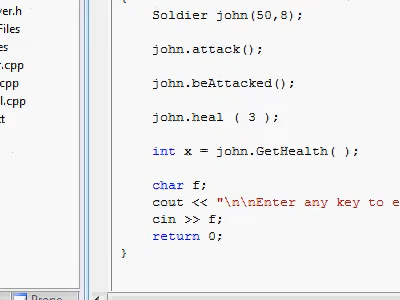 ver.h
Files
es
r.cpp
.cpp
l.cpp
{
Soldier john(50,8);
john.attack();
john.beAttacked();
john.heal ( 3 );
int x = john.GetHealth( );
char f;
cout << "\n\nEnter any key to e
cin >> f;
return 0;
}